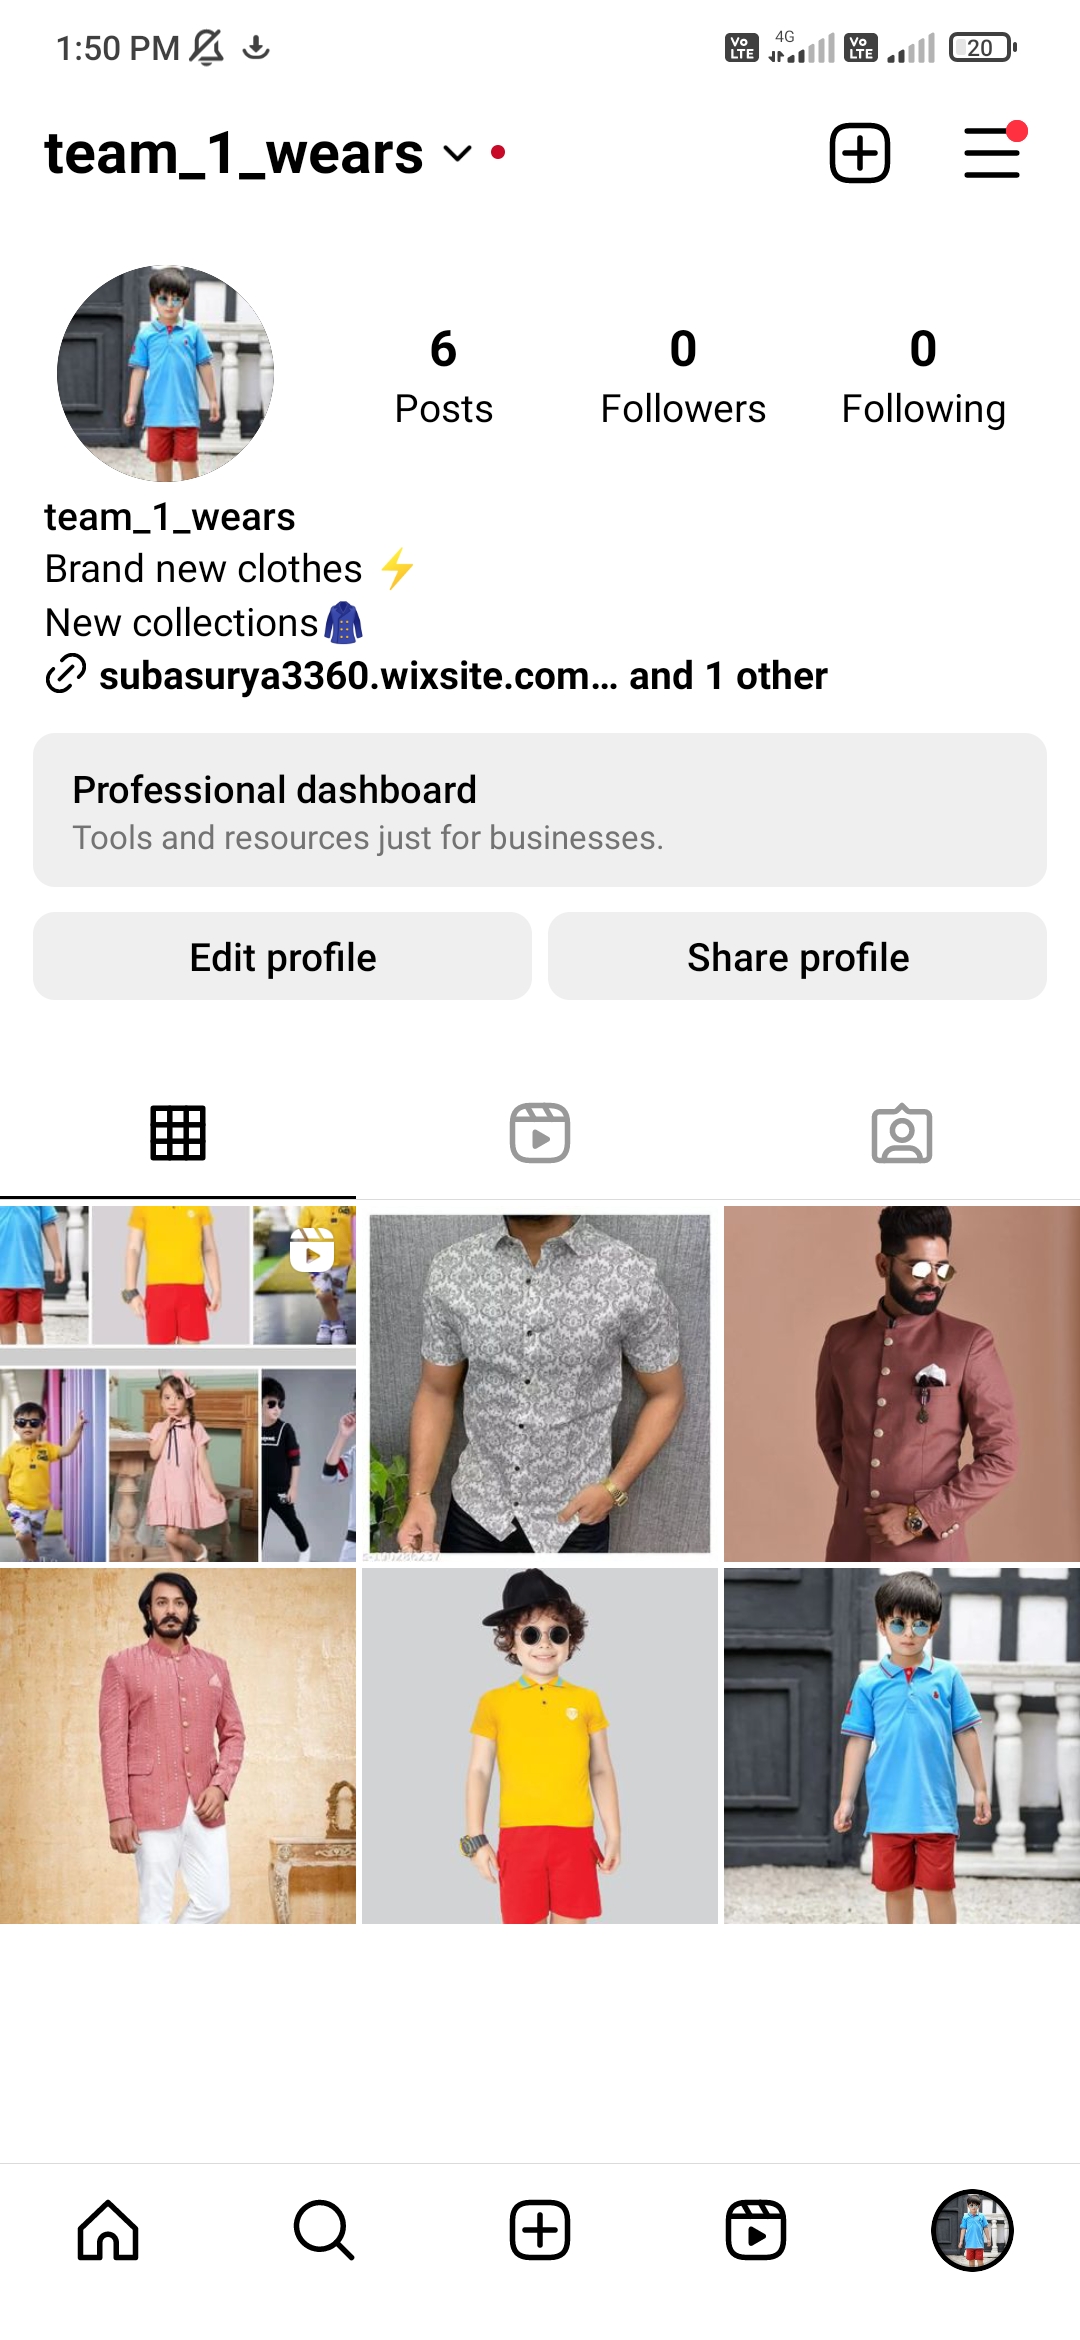 1:50 PM
Vo LTE 4G Vo LTE 20
team_1_wears
6 0 0
Posts Followers Following
team_1_wears
Brand new clothes ⚡
New collections🧥
subasurya3360.wixsite.com... and 1 other
Professional dashboard
Tools and resources just for businesses.
Edit profile Share profile